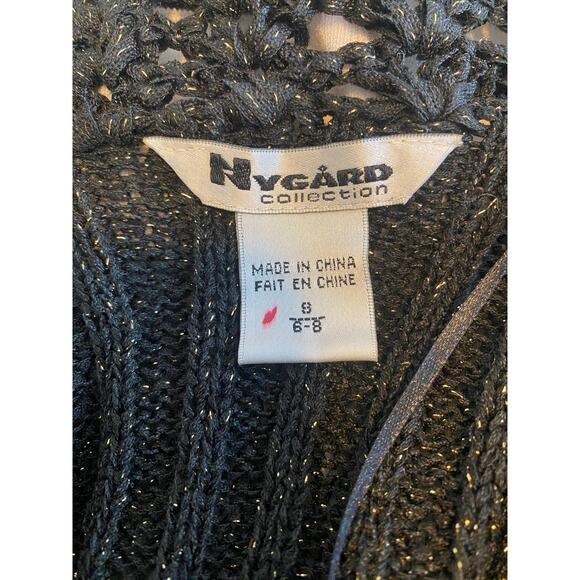 NYGÅRD
collection
MADE IN CHINA
FAIT EN CHINE
6-8